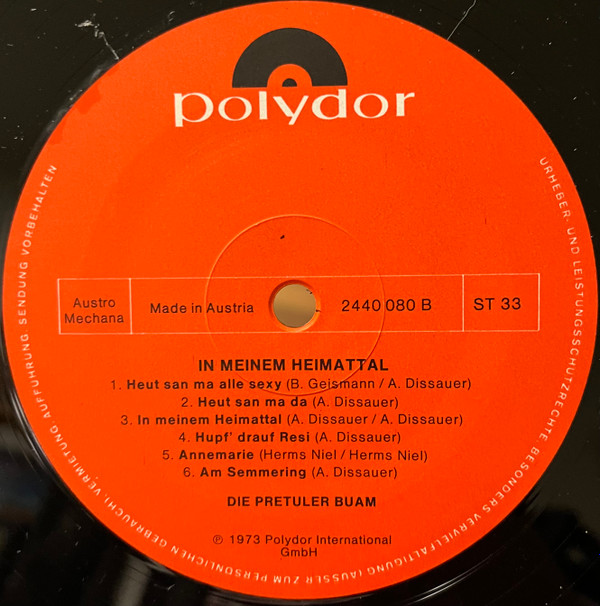 polydor
Austro
Mechana
Made in Austria
2440 080 B
ST 33
IN MEINEM HEIMATTAL
1. Heut san ma alle sexy (B. Geismann / A. Dissauer)
2. Heut san ma da (A. Dissauer)
3. In meinem Heimattal (A. Dissauer / A. Dissauer)
4. Hupf' drauf Resi (A. Dissauer)
5. Annemarie (Herms Niel / Herms Niel)
6. Am Semmering (A. Dissauer)
DIE PRETULER BUAM
℗ 1973 Polydor International
GmbH
URHEBER- UND LEISTUNGSSCHUTZRECHTE, BESONDERS VERVIELFÄLTIGUNG (AUSSER ZUM PERSÖNLICHEN GEBRAUCH), VERMIETUNG, AUFFÜHRUNG, SENDUNG VORBEHALTEN